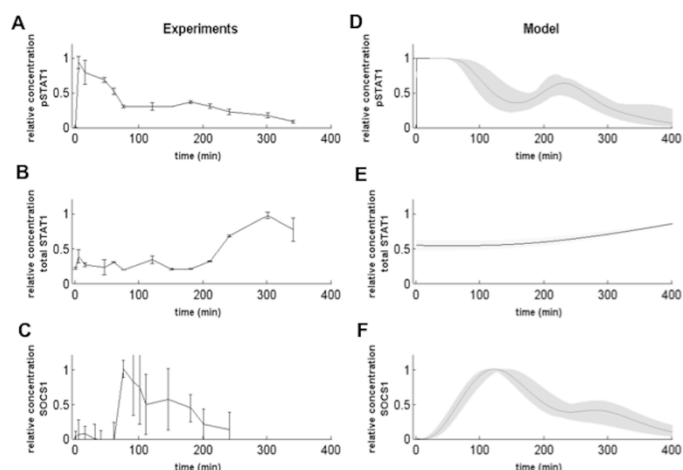 A
Experiments
relative concentration
pSTAT1
1
0.5
0
0
100
200
300
400
time (min)
D
Model
relative concentration
pSTAT1
1
0.5
0
0
100
200
300
400
time (min)
B
relative concentration
total STAT1
1
0.5
0
0
100
200
300
400
time (min)
E
relative concentration
total STAT1
1
0.5
0
0
100
200
300
400
time (min)
C
relative concentration
SOCS1
1
0.5
0
0
100
200
300
400
time (min)
F
relative concentration
SOCS1
1
0.5
0
0
100
200
300
400
time (min)